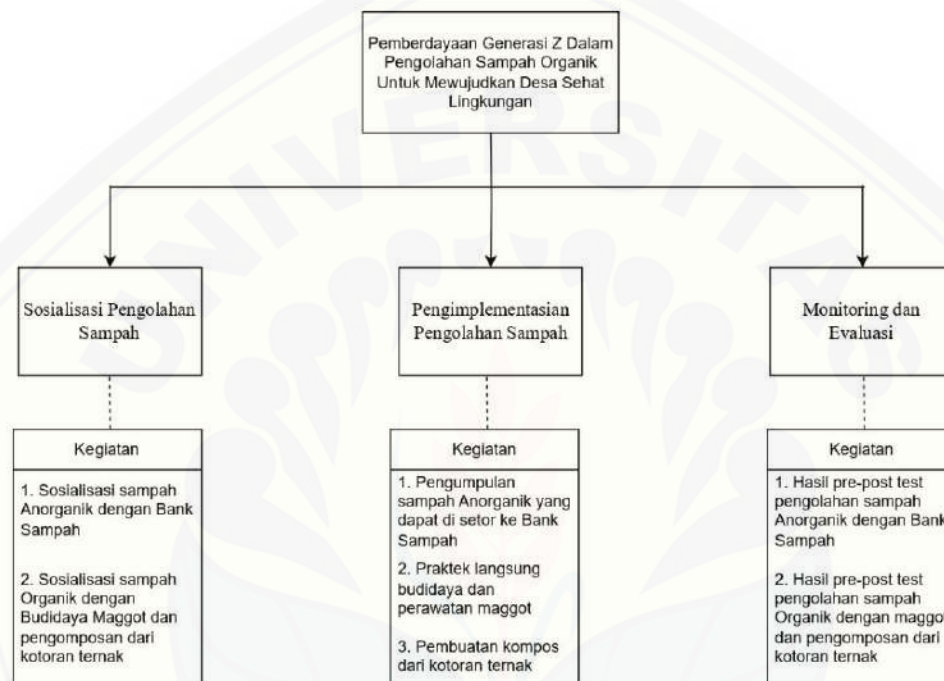 Pemberdayaan Generasi Z Dalam
Pengolahan Sampah Organik
Untuk Mewujudkan Desa Sehat
Lingkungan
Sosialisasi Pengolahan
Sampah
Pengimplementasian
Pengolahan Sampah
Monitoring dan
Evaluasi
Kegiatan
1. Sosialisasi sampah
Anorganik dengan Bank
Sampah
2. Sosialisasi sampah
Organik dengan
Budidaya Maggot dan
pengomposan dari
kotoran ternak
Kegiatan
1. Pengumpulan
sampah Anorganik yang
dapat di setor ke Bank
Sampah
2. Praktek langsung
budidaya dan
perawatan maggot
3. Pembuatan kompos
dari kotoran ternak
Kegiatan
1. Hasil pre-post test
pengolahan sampah
Anorganik dengan Bank
Sampah
2. Hasil pre-post test
pengolahan sampah
Organik dengan maggot
dan pengomposan dari
kotoran ternak
UNIVERSITAS